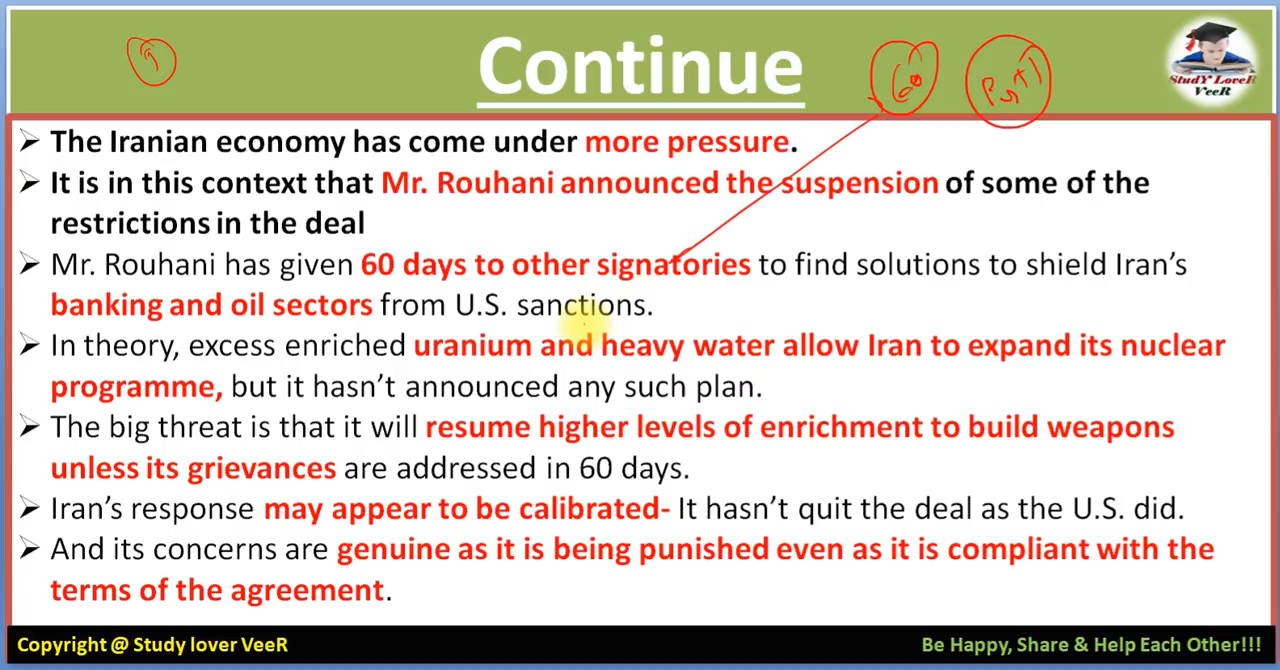 Continue
60
P5+1
StudY LoveR
VeeR
➢ The Iranian economy has come under more pressure.
➢ It is in this context that Mr. Rouhani announced the suspension of some of the
restrictions in the deal
➢ Mr. Rouhani has given 60 days to other signatories to find solutions to shield Iran’s
banking and oil sectors from U.S. sanctions.
➢ In theory, excess enriched uranium and heavy water allow Iran to expand its nuclear
programme, but it hasn’t announced any such plan.
➢ The big threat is that it will resume higher levels of enrichment to build weapons
unless its grievances are addressed in 60 days.
➢ Iran’s response may appear to be calibrated- It hasn’t quit the deal as the U.S. did.
➢ And its concerns are genuine as it is being punished even as it is compliant with the
terms of the agreement.
Copyright @ Study lover VeeR
Be Happy, Share & Help Each Other!!!